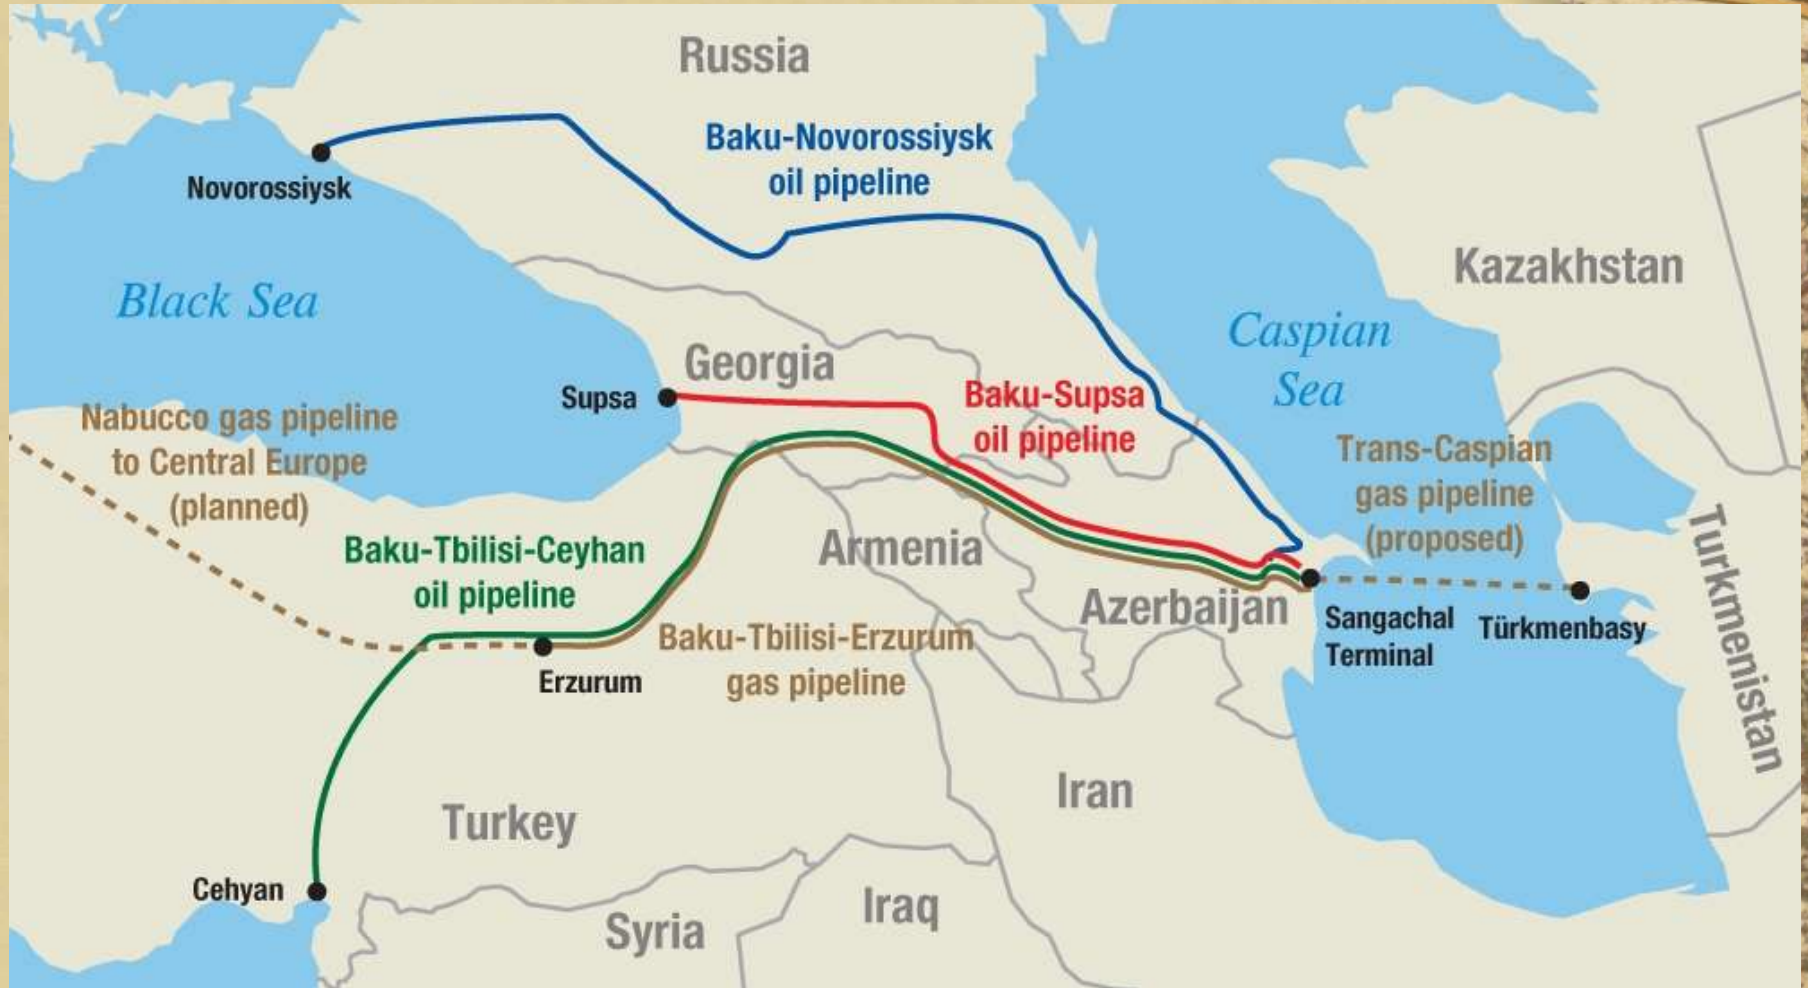 Russia
Baku-Novorossiysk
oil pipeline
Novorossiysk
Black Sea
Kazakhstan
Caspian
Sea
Georgia
Supsa
Baku-Supsa
oil pipeline
Nabucco gas pipeline
to Central Europe
(planned)
Trans-Caspian
gas pipeline
(proposed)
Baku-Tbilisi-Ceyhan
oil pipeline
Armenia
Azerbaijan
Sangachal
Terminal
Türkmenbasy
Turkmenistan
Baku-Tbilisi-Erzurum
gas pipeline
Erzurum
Iran
Turkey
Cehyan
Syria
Iraq